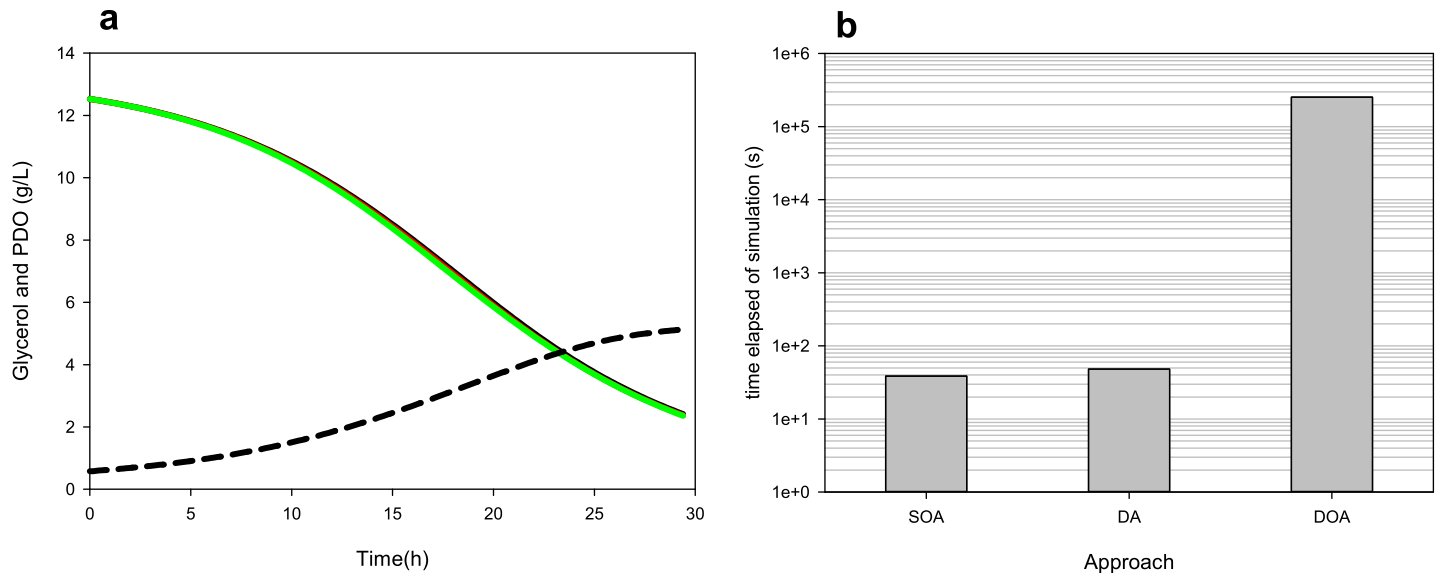 a
Glycerol and PDO (g/L)
14
12
10
8
6
4
2
0
0 5 10 15 20 25 30
Time(h)
b
time elapsed of simulation (s)
1e+6
1e+5
1e+4
1e+3
1e+2
1e+1
1e+0
SOA DA DOA
Approach